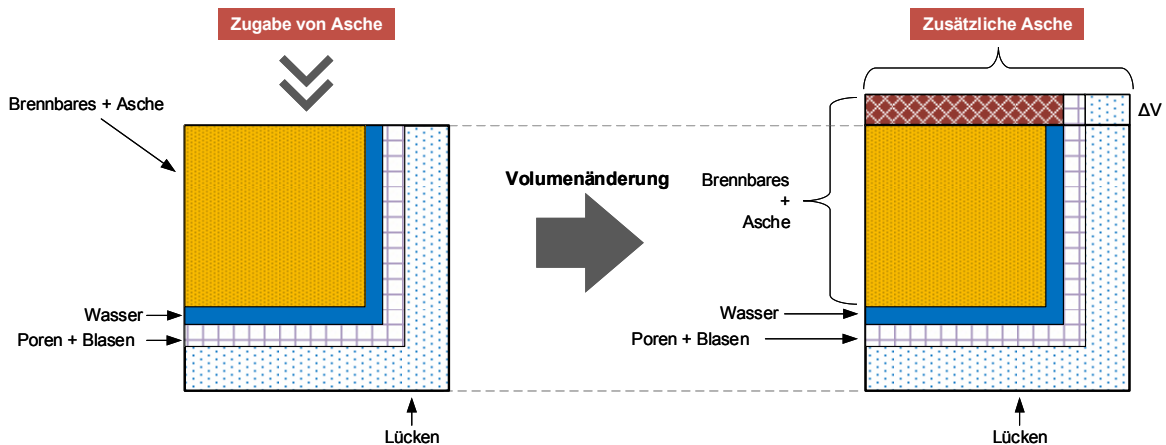 Zugabe von Asche
Brennbares + Asche
Wasser
Poren + Blasen
Lücken
Volumenänderung
Zusätzliche Asche
ΔV
Brennbares
+
Asche
Wasser
Poren + Blasen
Lücken